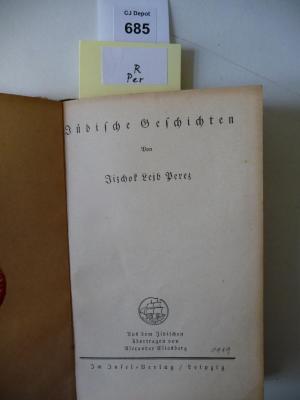 CJ Depot
685
R
Per
Jüdische Geschichten
Von
Jizchok Lejb Perez
Aus dem Jidischen
übertragen von
Alexander Eliasberg
1919
Im Insel-Verlag / Leipzig